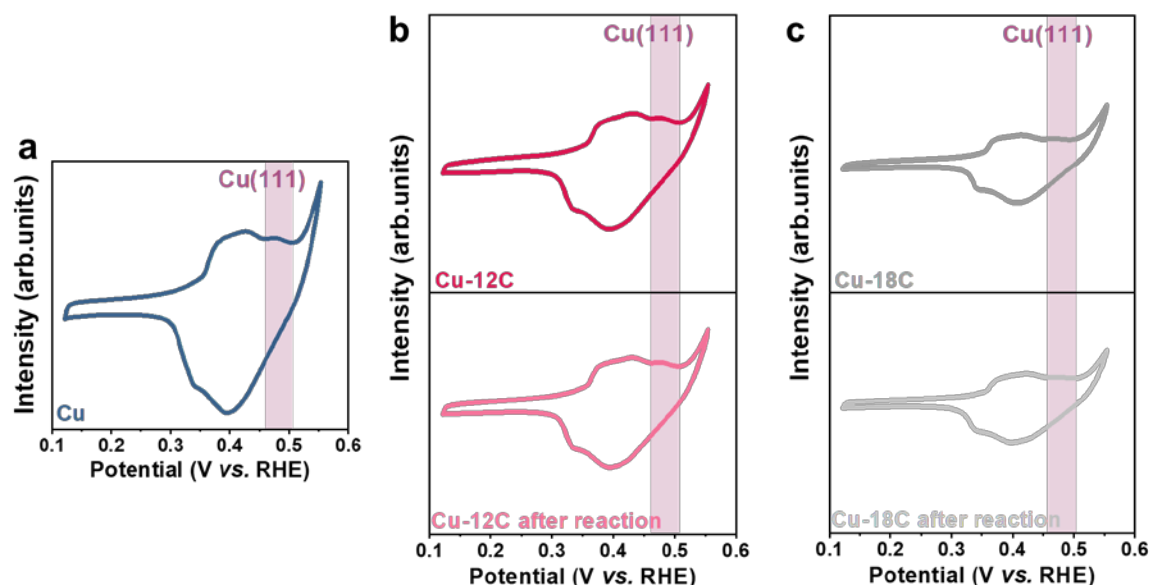 a
Intensity (arb.units)
Cu(111)
Cu
0.1 0.2 0.3 0.4 0.5 0.6
Potential (V vs. RHE)
b
Intensity (arb.units)
Cu(111)
Cu-12C
Cu-12C after reaction
0.1 0.2 0.3 0.4 0.5 0.6
Potential (V vs. RHE)
c
Intensity (arb.units)
Cu(111)
Cu-18C
Cu-18C after reaction
0.1 0.2 0.3 0.4 0.5 0.6
Potential (V vs. RHE)